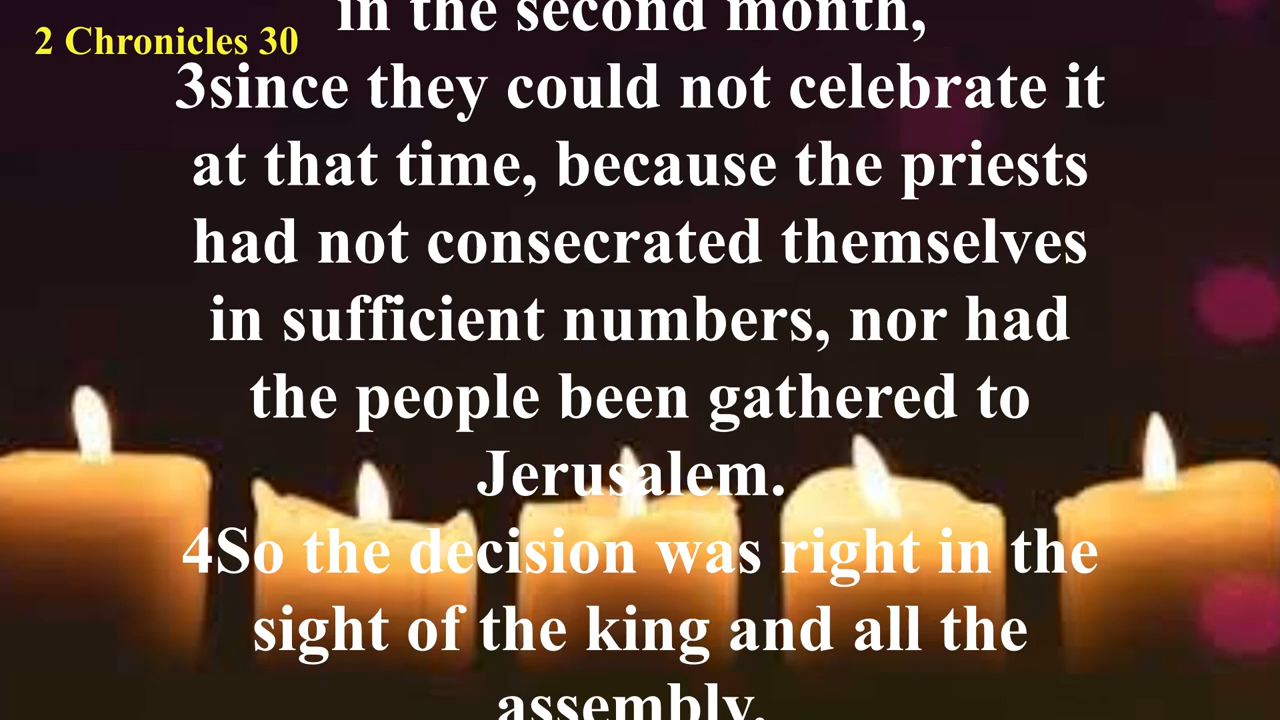 2 Chronicles 30
in the second month,
3since they could not celebrate it
at that time, because the priests
had not consecrated themselves
in sufficient numbers, nor had
the people been gathered to
Jerusalem.
4So the decision was right in the
sight of the king and all the
assembly.